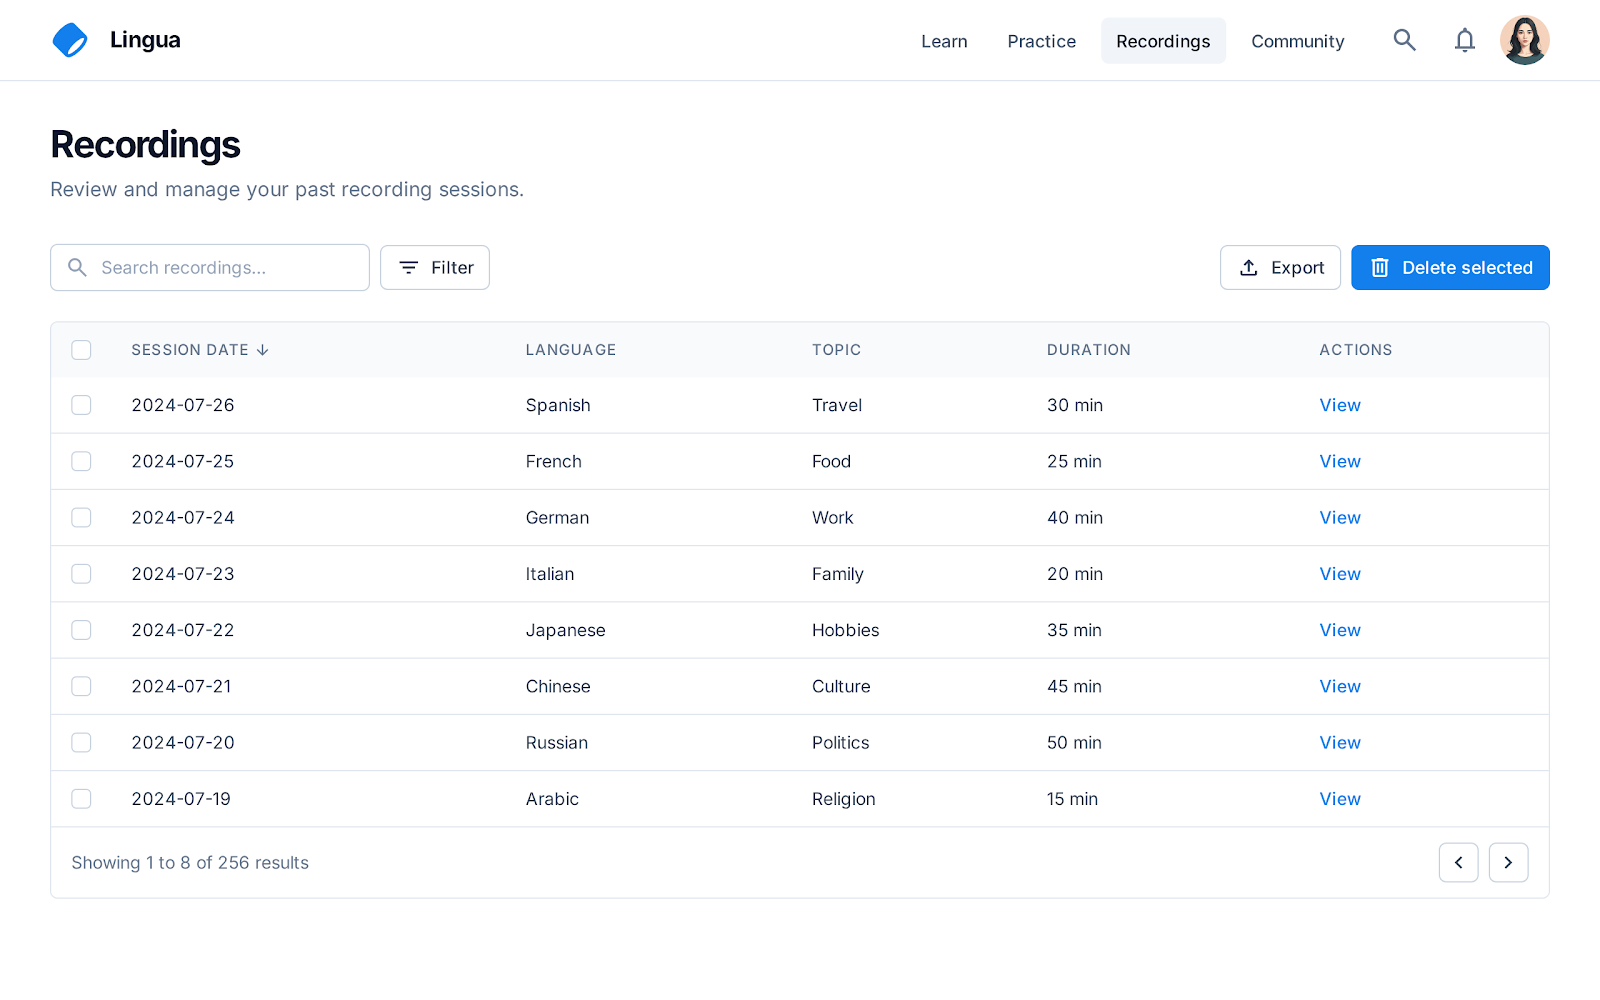 Lingua
Learn Practice Recordings Community
Recordings
Review and manage your past recording sessions.
Search recordings... Filter Export Delete selected
SESSION DATE ↓ LANGUAGE TOPIC DURATION ACTIONS
2024-07-26 Spanish Travel 30 min View
2024-07-25 French Food 25 min View
2024-07-24 German Work 40 min View
2024-07-23 Italian Family 20 min View
2024-07-22 Japanese Hobbies 35 min View
2024-07-21 Chinese Culture 45 min View
2024-07-20 Russian Politics 50 min View
2024-07-19 Arabic Religion 15 min View
Showing 1 to 8 of 256 results